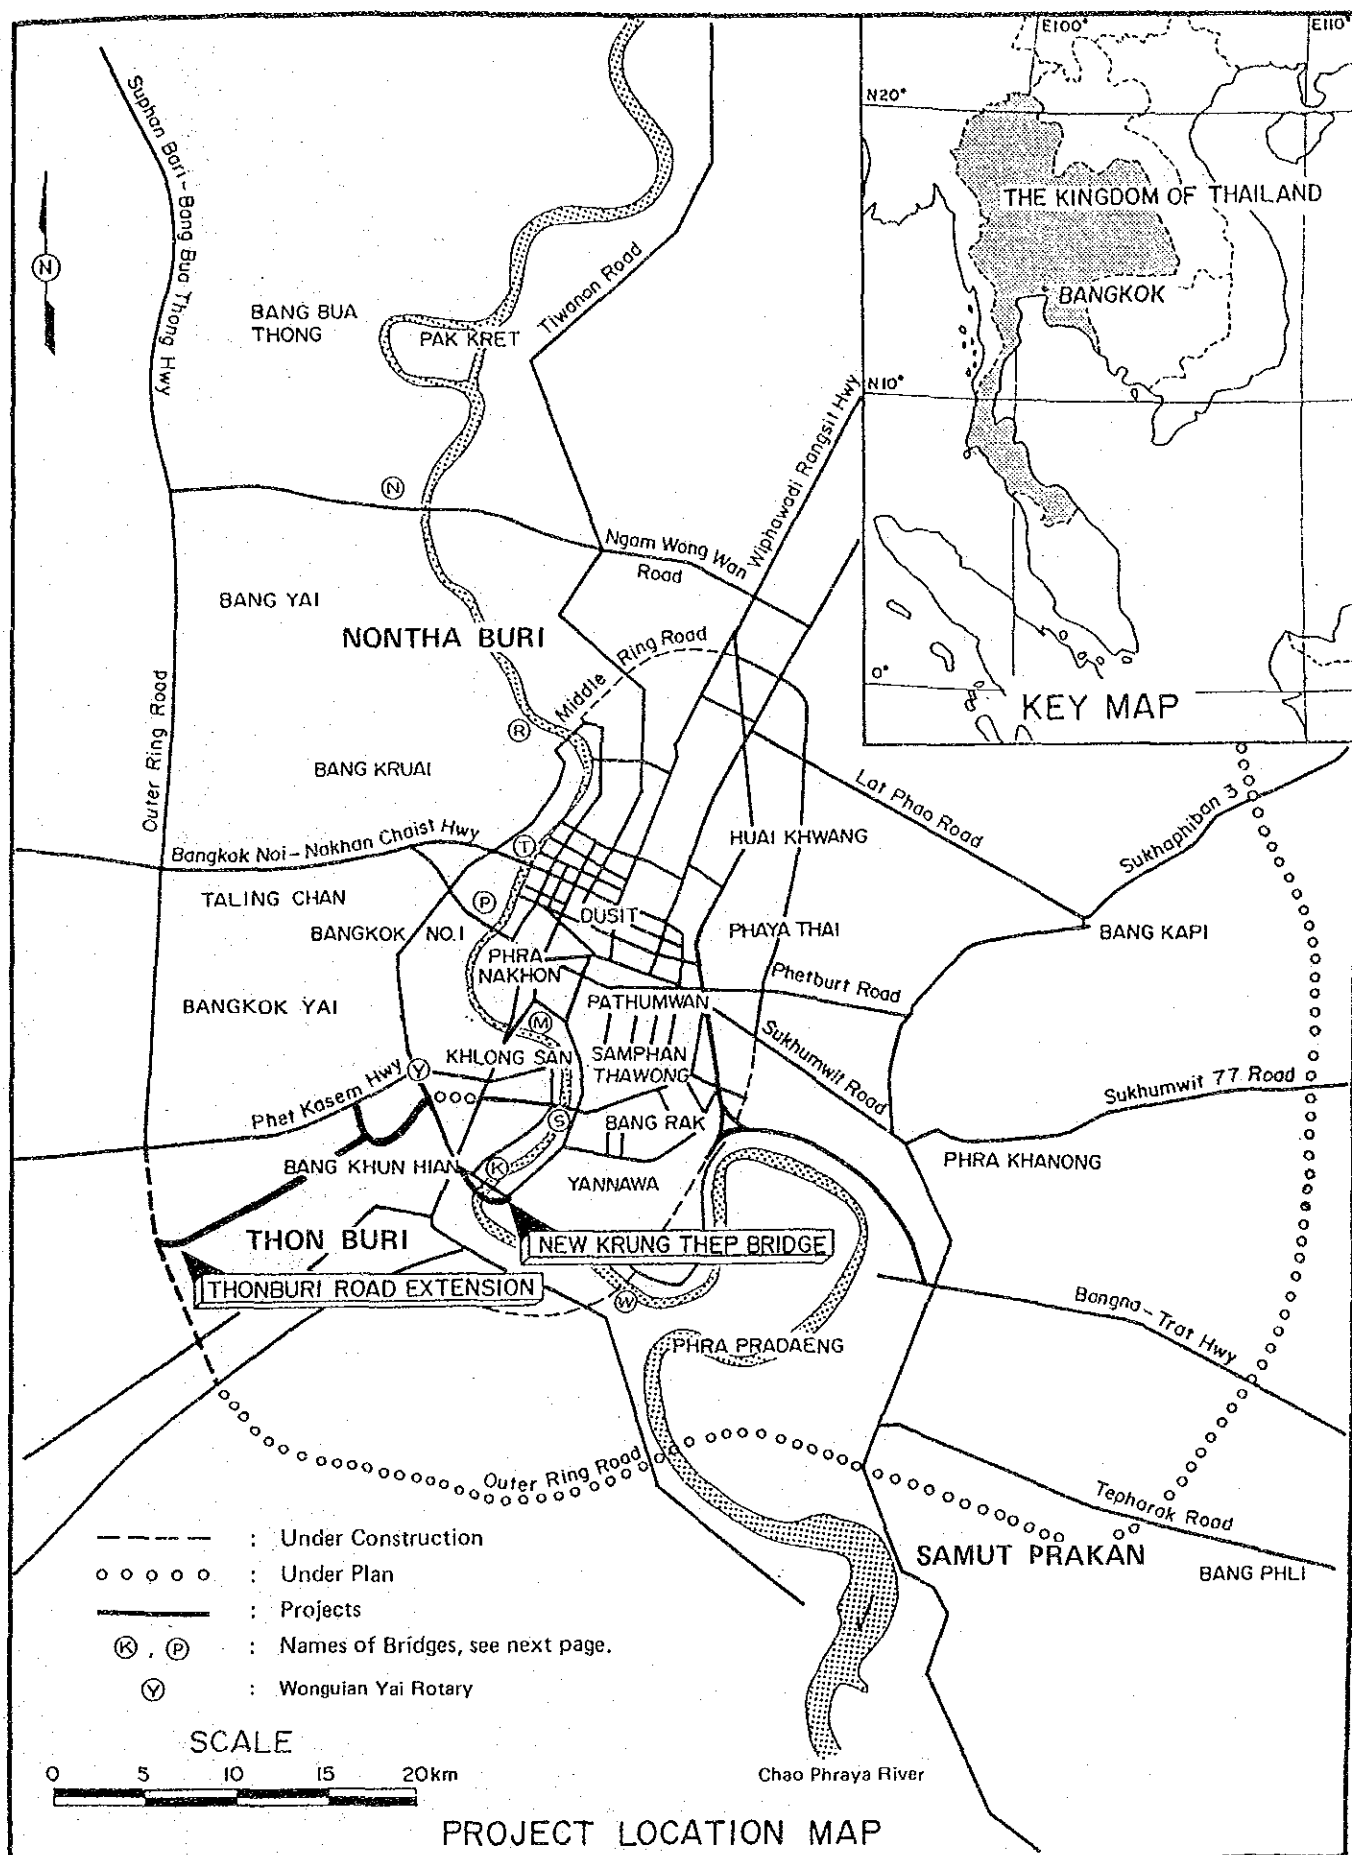 E100°
E110°
N20°
THE KINGDOM OF THAILAND
BANGKOK
N10°
0°
KEY MAP
Suphan Bari-Bang Bua Thong Hwy
N
BANG BUA
THONG
PAK KRET
Tiwanan Road
Wiphawadi Rangsit Hwy
N
Ngam Wong Wan
Road
BANG YAI
NONTHA BURI
Middle Ring Road
Outer Ring Road
R
BANG KRUAI
Lat Phao Road
Sukhaphiban 3
HUAI KHWANG
Bangkok Noi-Nakhan Chaist Hwy
T
TALING CHAN
P
DUSIT
BANGKOK NO.I
PHAYA THAI
BANG KAPI
PHRA
NAKHON
Phetburt Road
BANGKOK YAI
PATHUMWAN
M
Sukhumwit Road
KHLONG SAN
SAMPHAN
THAWONG
Y
Phet Kasem Hwy
Sukhumwit 77 Road
S
BANG RAK
BANG KHUN HIAN
K
PHRA KHANONG
YANNAWA
THON BURI
NEW KRUNG THEP BRIDGE
THONBURI ROAD EXTENSION
W
Bangna-Trat Hwy
PHRA PRADAENG
Outer Ring Road
Tepharak Road
SAMUT PRAKAN
BANG PHLI
: Under Construction
: Under Plan
: Projects
K , P : Names of Bridges, see next page.
Y : Wonguian Yai Rotary
SCALE
0 5 10 15 20km
Chao Phraya River
PROJECT LOCATION MAP